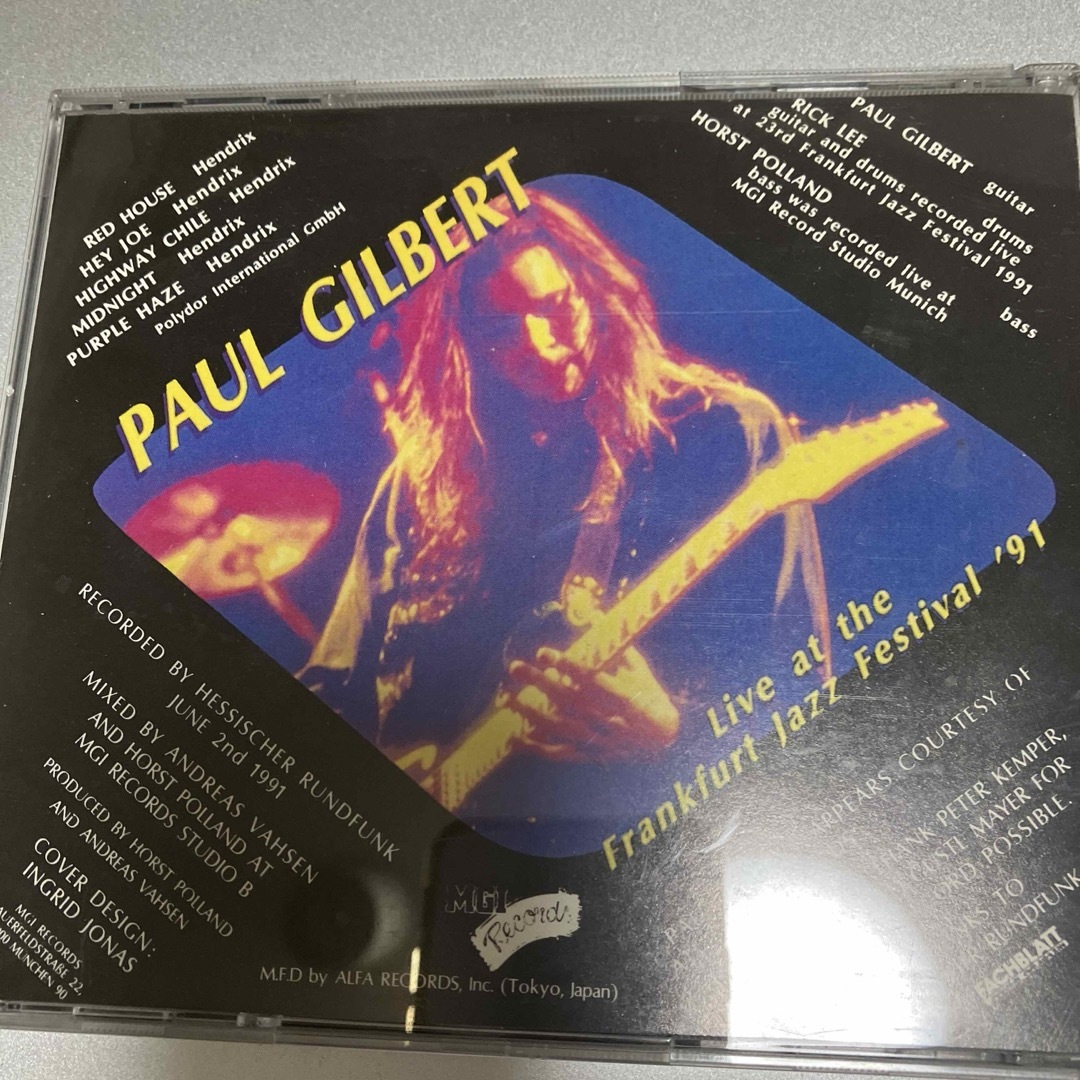 RED HOUSE Hendrix
HEY JOE Hendrix
HIGHWAY CHILE Hendrix
MIDNIGHT Hendrix
PURPLE HAZE Hendrix
Polydor International GmbH
PAUL GILBERT guitar
RICK LEE drums
guitar and drums recorded live
at 23rd Frankfurt Jazz Festival 1991
HORST POLLAND bass
bass was recorded live at
MGI Record Studio Munich
PAUL GILBERT
Live at the
Frankfurt Jazz Festival '91
RECORDED BY HESSISCHER RUNDFUNK
JUNE 2nd 1991
MIXED BY ANDREAS VAHSEN
AND HORST POLLAND AT
MGI RECORDS STUDIO B
PRODUCED BY HORST POLLAND
AND ANDREAS VAHSEN
COVER DESIGN:
INGRID JONAS
MGI RECORDS
22,
MÜNCHEN 90
COURTESY OF
PETER KEMPER,
MAYER FOR
POSSIBLE.
TO
RUNDFUNK
FACHBLATT
MGI
Records
M.F.D by ALFA RECORDS, Inc. (Tokyo, Japan)